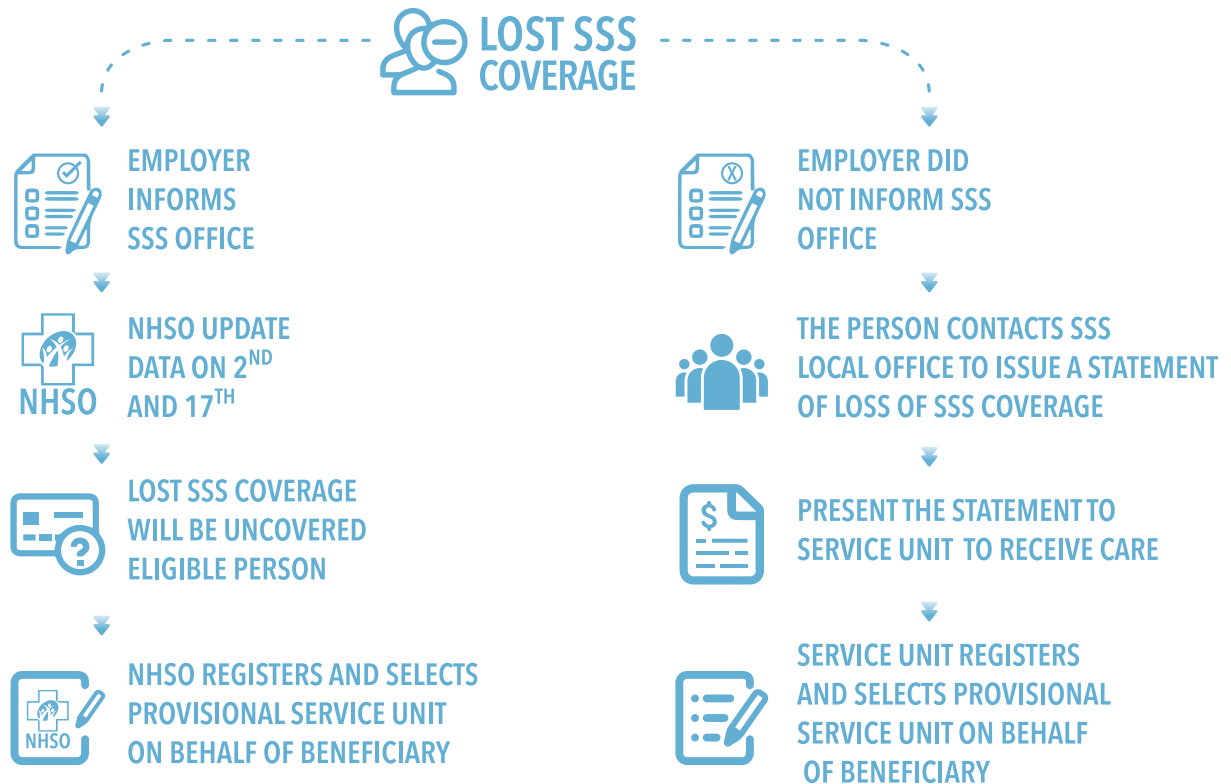 LOST SSS
COVERAGE
EMPLOYER
INFORMS
SSS OFFICE
NHSO
NHSO UPDATE
DATA ON 2ND
AND 17TH
LOST SSS COVERAGE
WILL BE UNCOVERED
ELIGIBLE PERSON
NHSO
NHSO REGISTERS AND SELECTS
PROVISIONAL SERVICE UNIT
ON BEHALF OF BENEFICIARY
EMPLOYER DID
NOT INFORM SSS
OFFICE
THE PERSON CONTACTS SSS
LOCAL OFFICE TO ISSUE A STATEMENT
OF LOSS OF SSS COVERAGE
PRESENT THE STATEMENT TO
SERVICE UNIT TO RECEIVE CARE
SERVICE UNIT REGISTERS
AND SELECTS PROVISIONAL
SERVICE UNIT ON BEHALF
OF BENEFICIARY